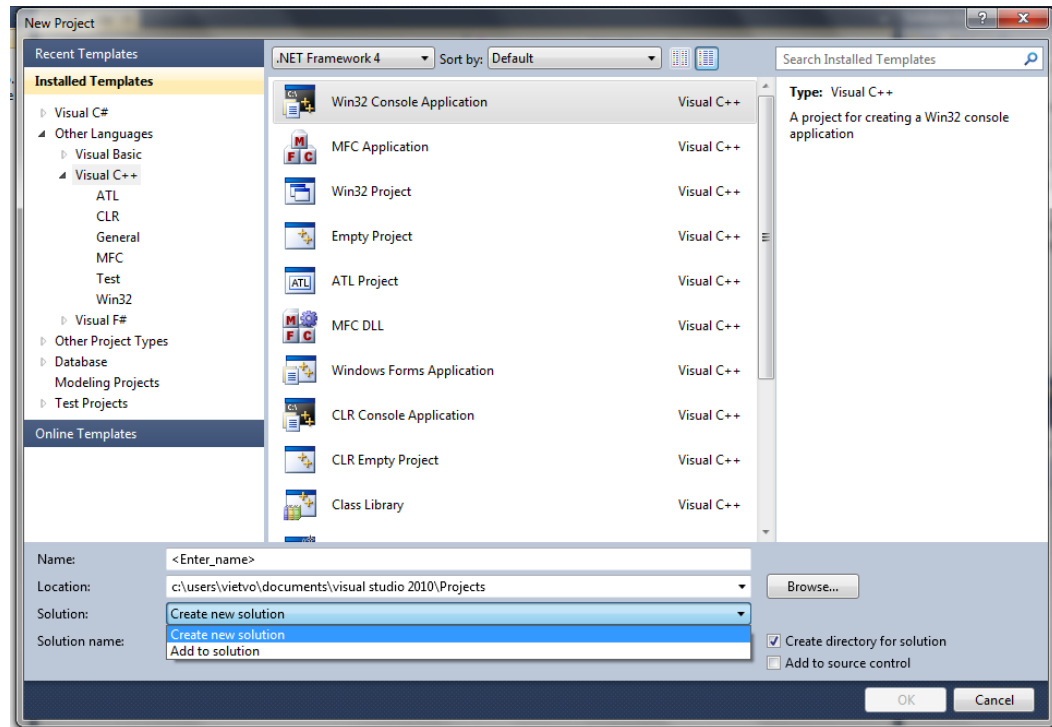 New Project
Recent Templates
Installed Templates
Visual C#
Other Languages
Visual Basic
Visual C++
ATL
CLR
General
MFC
Test
Win32
Visual F#
Other Project Types
Database
Modeling Projects
Test Projects
Online Templates
.NET Framework 4 Sort by: Default
Win32 Console Application Visual C++
MFC Application Visual C++
Win32 Project Visual C++
Empty Project Visual C++
ATL Project Visual C++
MFC DLL Visual C++
Windows Forms Application Visual C++
CLR Console Application Visual C++
CLR Empty Project Visual C++
Class Library Visual C++
Search Installed Templates
Type: Visual C++
A project for creating a Win32 console
application
Name: <Enter_name>
Location: c:\users\vietvo\documents\visual studio 2010\Projects Browse...
Solution: Create new solution
Create new solution
Add to solution
Solution name:
Create directory for solution
Add to source control
OK Cancel